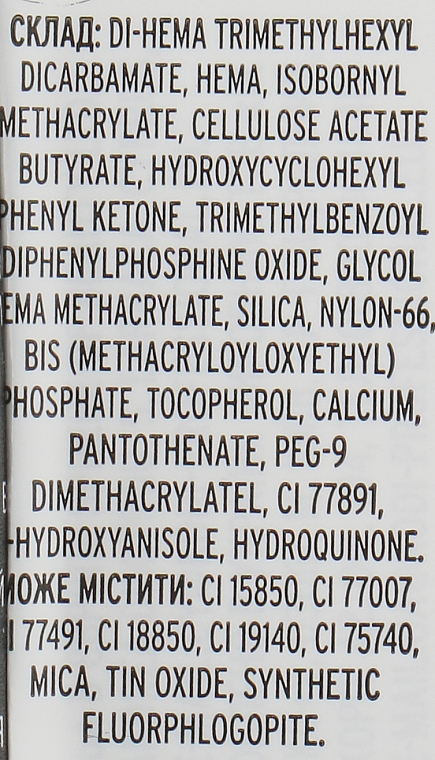 СКЛАД: DI-HEMA TRIMETHYLHEXYL
DICARBAMATE, HEMA, ISOBORNYL
METHACRYLATE, CELLULOSE ACETATE
BUTYRATE, HYDROXYCYCLOHEXYL
PHENYL KETONE, TRIMETHYLBENZOYL
DIPHENYLPHOSPHINE OXIDE, GLYCOL
EMA METHACRYLATE, SILICA, NYLON-66,
BIS (METHACRYLOYLOXYETHYL)
PHOSPHATE, TOCOPHEROL, CALCIUM,
PANTOTHENATE, PEG-9
DIMETHACRYLATEL, CI 77891,
-HYDROXYANISOLE, HYDROQUINONE.
МОЖЕ МІСТИТИ: CI 15850, CI 77007,
I 77491, CI 18850, CI 19140, CI 75740,
MICA, TIN OXIDE, SYNTHETIC
FLUORPHLOGOPITE.